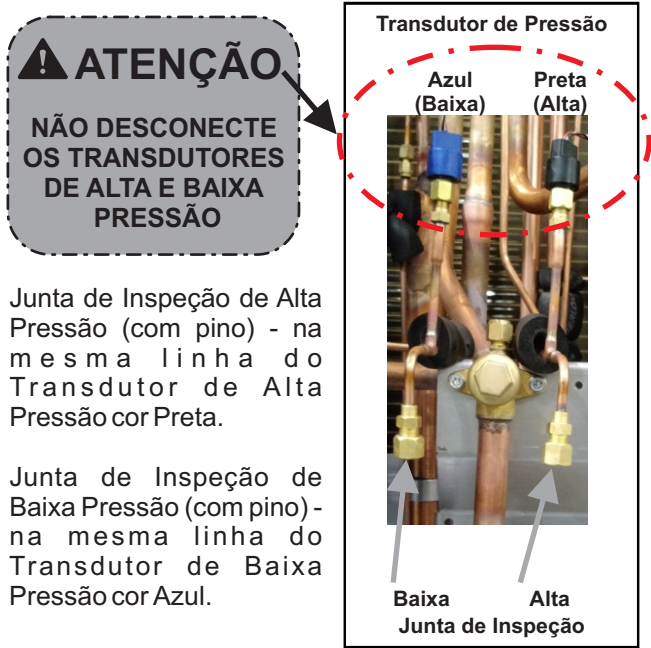 ATENÇÃO
NÃO DESCONECTE
OS TRANSDUTORES
DE ALTA E BAIXA
PRESSÃO
Junta de Inspeção de Alta
Pressão (com pino) - na
mesma linha do
Transdutor de Alta
Pressão cor Preta.
Junta de Inspeção de
Baixa Pressão (com pino) -
na mesma linha do
Transdutor de Baixa
Pressão cor Azul.
Transdutor de Pressão
Azul Preta
(Baixa) (Alta)
Baixa Alta
Junta de Inspeção